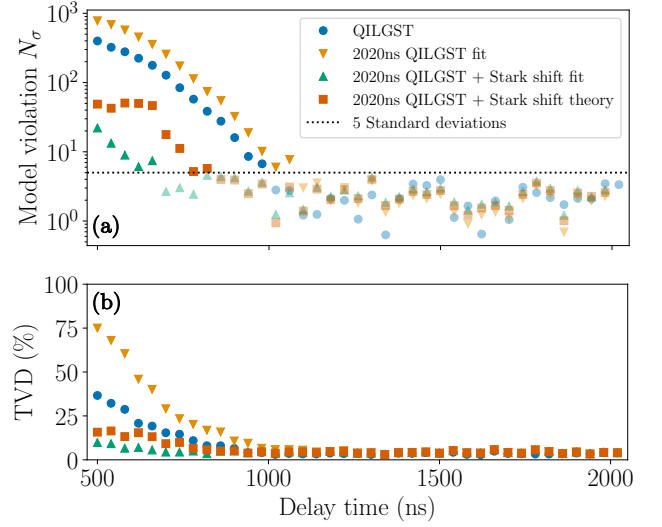 10³
10²
10¹
10⁰
Model violation N_σ
QILGST
2020ns QILGST fit
2020ns QILGST + Stark shift fit
2020ns QILGST + Stark shift theory
5 Standard deviations
(a)
100
75
50
25
0
TVD (%)
(b)
500
1000
1500
2000
Delay time (ns)